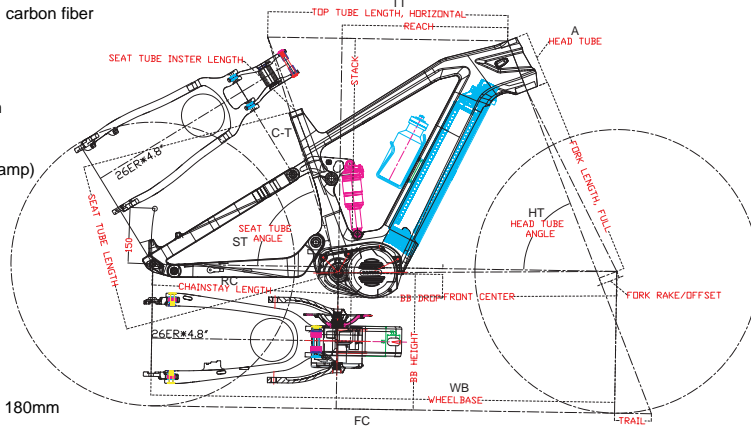 TT
carbon fiber
TOP TUBE LENGTH, HORIZONTAL
REACH
A
HEAD TUBE
SEAT TUBE INSTER LENGTH
STACK
C-T
26ER*4.8"
amp)
FORK LENGTH, FULL
SEAT TUBE LENGTH
150
ST
SEAT TUBE
ANGLE
HT
HEAD TUBE
ANGLE
RC
CHAINSTAY LENGTH
BB DROP
FRONT CENTER
FORK RAKE/OFFSET
26ER*4.8"
BB HEIGHT
WB
WHEELBASE
180mm
FC
TRAIL